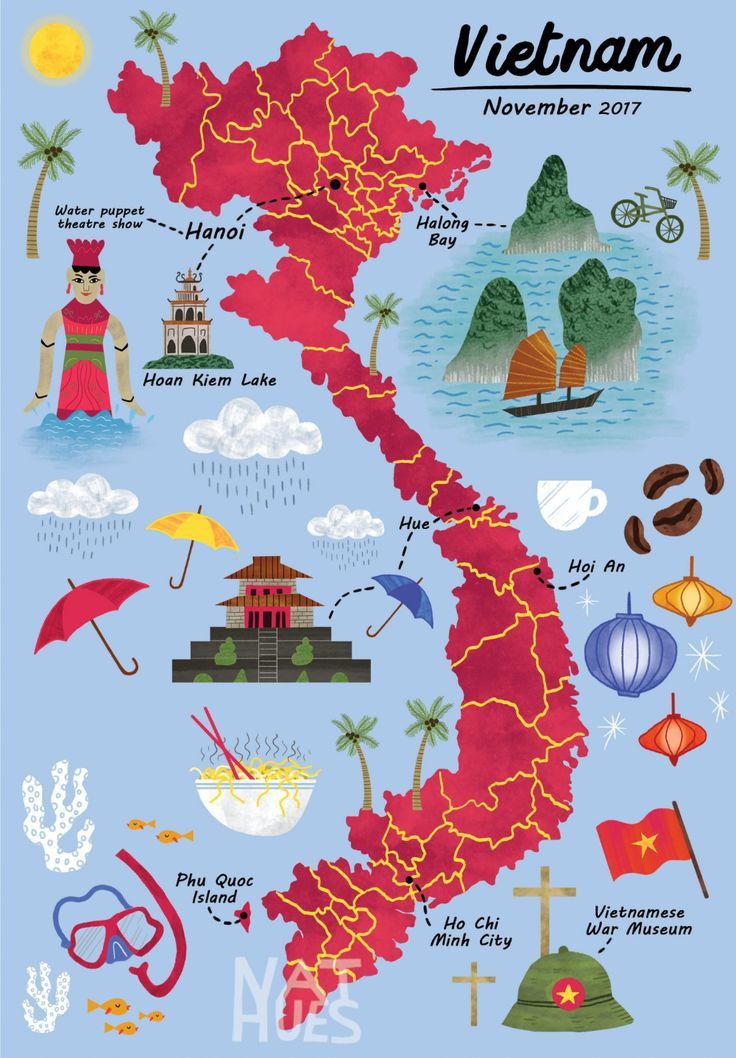 Vietnam
November 2017
Water puppet
theatre show
Hanoi
Halong
Bay
Hoan Kiem Lake
Hue
Hoi An
Phu Quoc
Island
Ho Chi
Minh City
Vietnamese
War Museum
NAT
HUES